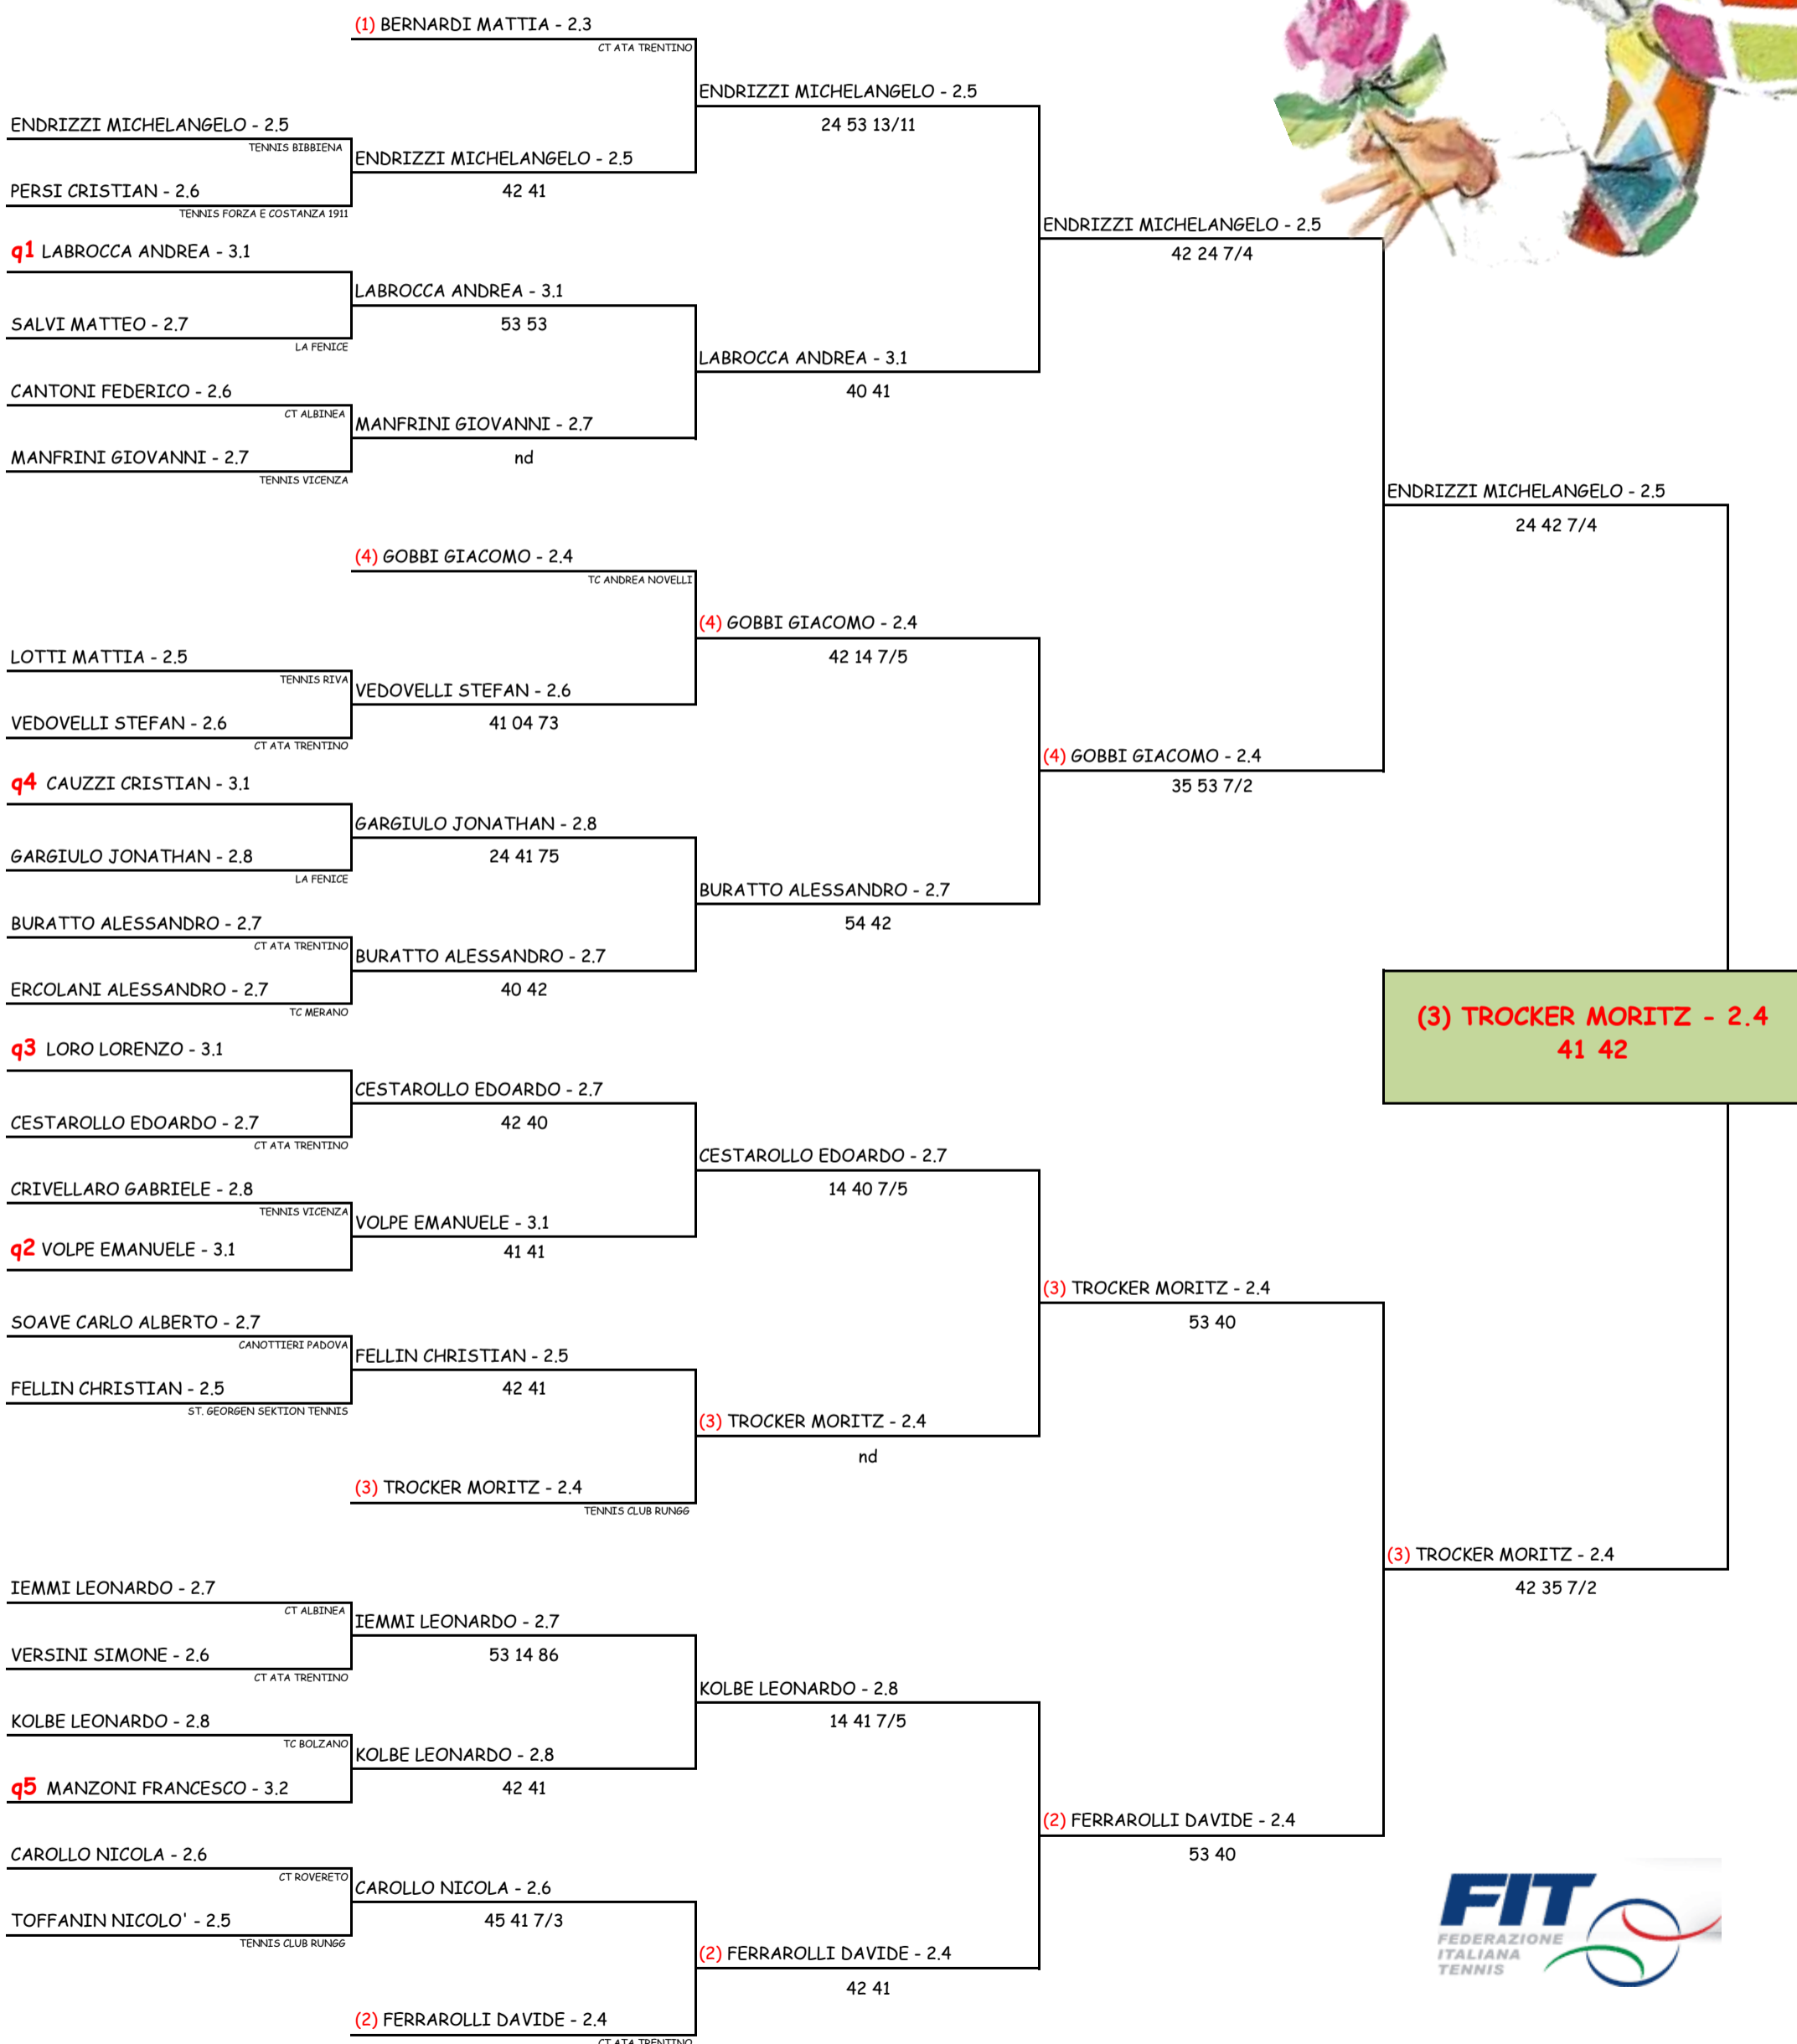 (1) BERNARDI MATTIA - 2.3
CT ATA TRENTINO
ENDRIZZI MICHELANGELO - 2.5
24 53 13/11
ENDRIZZI MICHELANGELO - 2.5
TENNIS BIBBIENA
ENDRIZZI MICHELANGELO - 2.5
42 41
PERSI CRISTIAN - 2.6
TENNIS FORZA E COSTANZA 1911
ENDRIZZI MICHELANGELO - 2.5
42 24 7/4
q1 LABROCCA ANDREA - 3.1
LABROCCA ANDREA - 3.1
53 53
SALVI MATTEO - 2.7
LA FENICE
LABROCCA ANDREA - 3.1
40 41
CANTONI FEDERICO - 2.6
CT ALBINEA
MANFRINI GIOVANNI - 2.7
nd
MANFRINI GIOVANNI - 2.7
TENNIS VICENZA
ENDRIZZI MICHELANGELO - 2.5
24 42 7/4
(4) GOBBI GIACOMO - 2.4
TC ANDREA NOVELLI
(4) GOBBI GIACOMO - 2.4
42 14 7/5
LOTTI MATTIA - 2.5
TENNIS RIVA
VEDOVELLI STEFAN - 2.6
41 04 73
VEDOVELLI STEFAN - 2.6
CT ATA TRENTINO
(4) GOBBI GIACOMO - 2.4
35 53 7/2
q4 CAUZZI CRISTIAN - 3.1
GARGIULO JONATHAN - 2.8
24 41 75
GARGIULO JONATHAN - 2.8
LA FENICE
BURATTO ALESSANDRO - 2.7
54 42
BURATTO ALESSANDRO - 2.7
CT ATA TRENTINO
BURATTO ALESSANDRO - 2.7
40 42
ERCOLANI ALESSANDRO - 2.7
TC MERANO
(3) TROCKER MORITZ - 2.4
41 42
q3 LORO LORENZO - 3.1
CESTAROLLO EDOARDO - 2.7
42 40
CESTAROLLO EDOARDO - 2.7
CT ATA TRENTINO
CESTAROLLO EDOARDO - 2.7
14 40 7/5
CRIVELLARO GABRIELE - 2.8
TENNIS VICENZA
VOLPE EMANUELE - 3.1
41 41
q2 VOLPE EMANUELE - 3.1
(3) TROCKER MORITZ - 2.4
53 40
SOAVE CARLO ALBERTO - 2.7
CANOTTIERI PADOVA
FELLIN CHRISTIAN - 2.5
42 41
FELLIN CHRISTIAN - 2.5
ST. GEORGEN SEKTION TENNIS
(3) TROCKER MORITZ - 2.4
nd
(3) TROCKER MORITZ - 2.4
TENNIS CLUB RUNGG
(3) TROCKER MORITZ - 2.4
42 35 7/2
IEMMI LEONARDO - 2.7
CT ALBINEA
IEMMI LEONARDO - 2.7
53 14 86
VERSINI SIMONE - 2.6
CT ATA TRENTINO
KOLBE LEONARDO - 2.8
14 41 7/5
KOLBE LEONARDO - 2.8
TC BOLZANO
KOLBE LEONARDO - 2.8
42 41
q5 MANZONI FRANCESCO - 3.2
(2) FERRAROLLI DAVIDE - 2.4
53 40
CAROLLO NICOLA - 2.6
CT ROVERETO
CAROLLO NICOLA - 2.6
45 41 7/3
TOFFANIN NICOLO' - 2.5
TENNIS CLUB RUNGG
(2) FERRAROLLI DAVIDE - 2.4
42 41
(2) FERRAROLLI DAVIDE - 2.4
CT ATA TRENTINO
FIT
FEDERAZIONE
ITALIANA
TENNIS